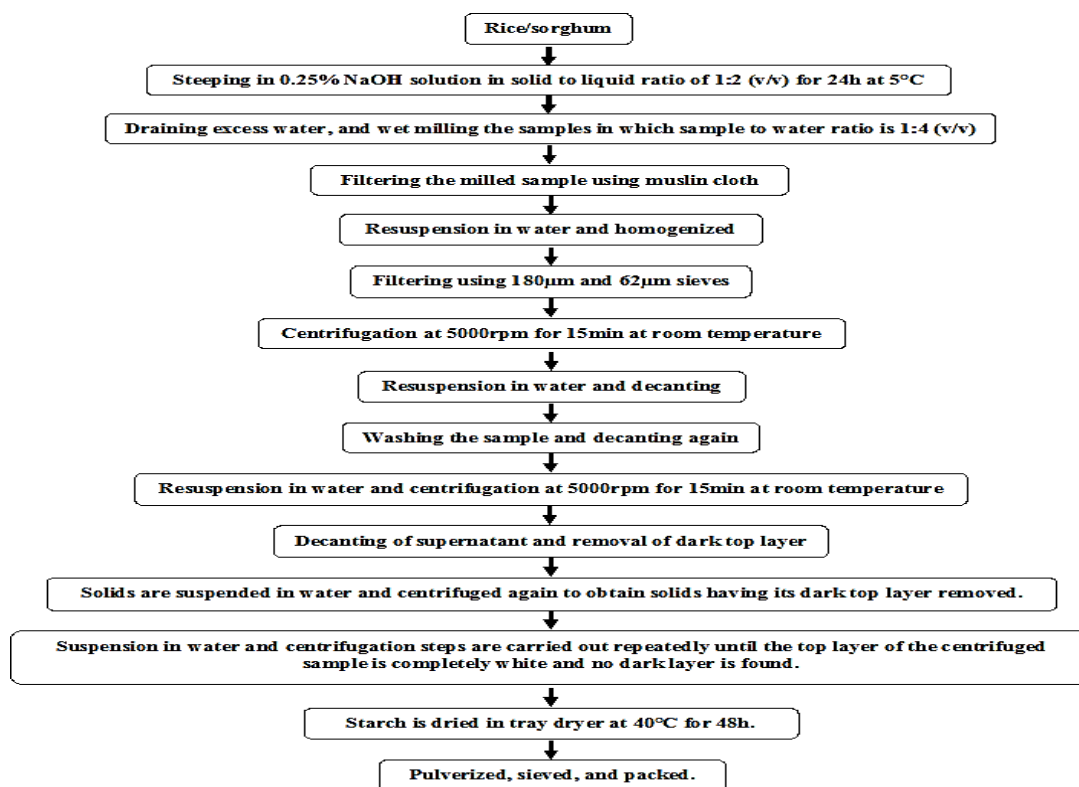 Rice/sorghum
Steeping in 0.25% NaOH solution in solid to liquid ratio of 1:2 (v/v) for 24h at 5°C
Draining excess water, and wet milling the samples in which sample to water ratio is 1:4 (v/v)
Filtering the milled sample using muslin cloth
Resuspension in water and homogenized
Filtering using 180µm and 62µm sieves
Centrifugation at 5000rpm for 15min at room temperature
Resuspension in water and decanting
Washing the sample and decanting again
Resuspension in water and centrifugation at 5000rpm for 15min at room temperature
Decanting of supernatant and removal of dark top layer
Solids are suspended in water and centrifuged again to obtain solids having its dark top layer removed.
Suspension in water and centrifugation steps are carried out repeatedly until the top layer of the centrifuged
sample is completely white and no dark layer is found.
Starch is dried in tray dryer at 40°C for 48h.
Pulverized, sieved, and packed.